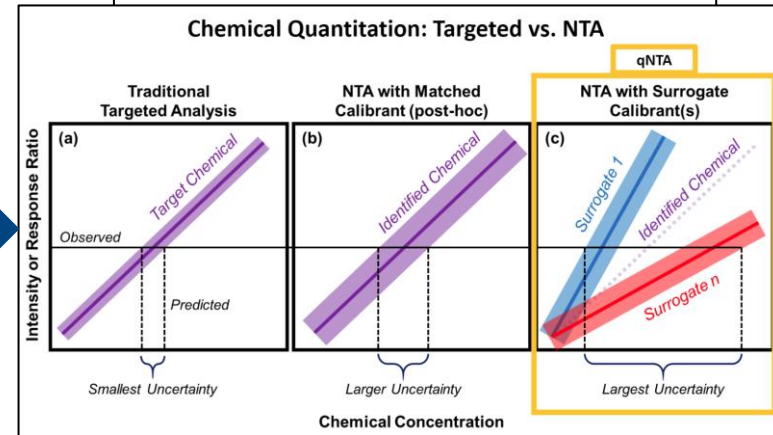 Chemical Quantitation: Targeted vs. NTA
qNTA
Traditional
Targeted Analysis
NTA with Matched
Calibrant (post-hoc)
NTA with Surrogate
Calibrant(s)
Intensity or Response Ratio
(a)
Target Chemical
Observed
Predicted
(b)
Identified Chemical
(c)
Surrogate 1
Identified Chemical
Surrogate n
Smallest Uncertainty
Larger Uncertainty
Largest Uncertainty
Chemical Concentration